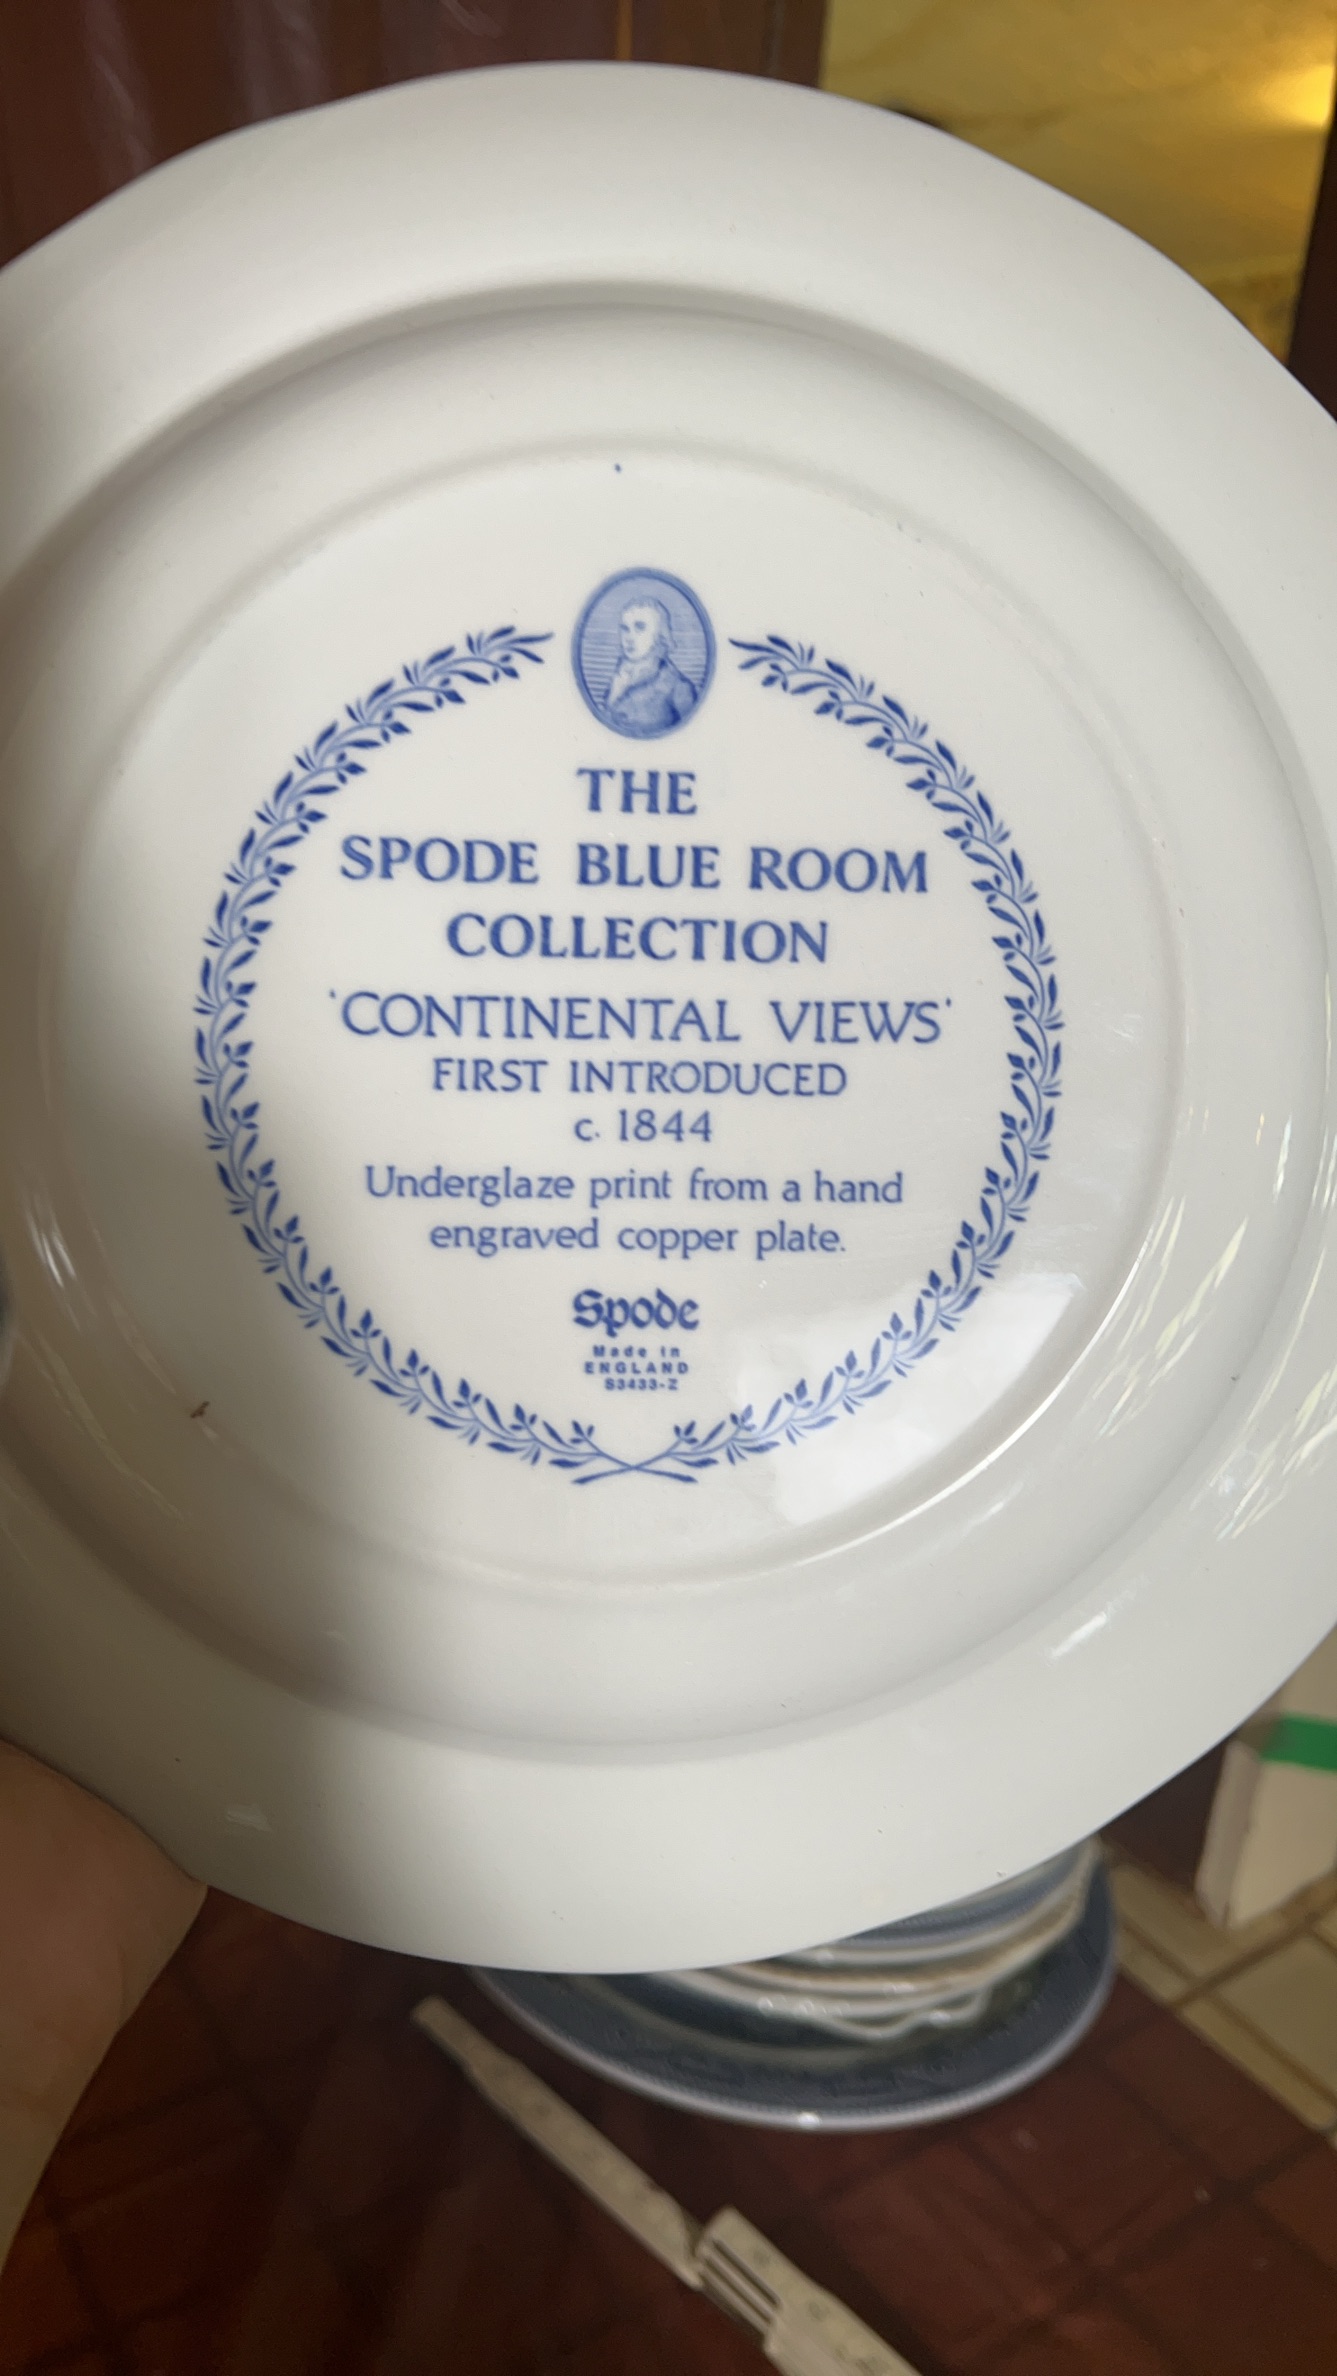 THE
SPODE BLUE ROOM
COLLECTION
'CONTINENTAL VIEWS'
FIRST INTRODUCED
c. 1844
Underglaze print from a hand
engraved copper plate.
Spode
Made in
ENGLAND
S3433-Z